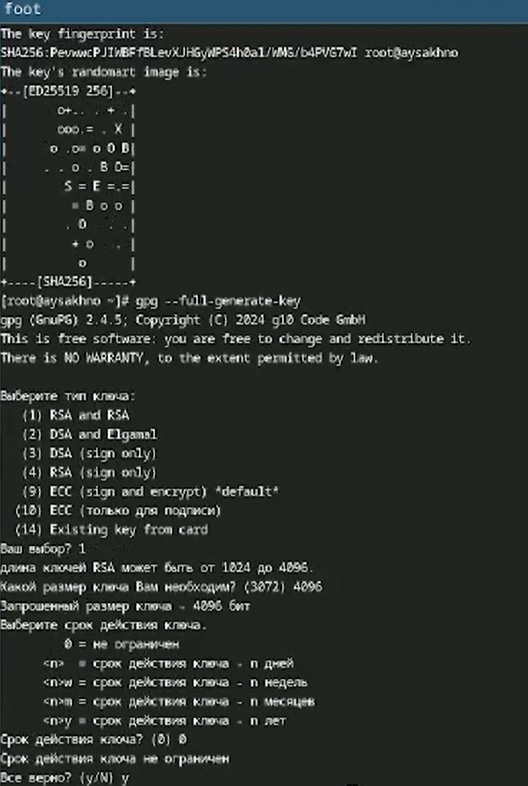 foot
The key fingerprint is:
SHA256:PevwwcPJIWBFfBLevXJHGyWPS4h0a1/WMG/b4PVG7wI root@aysakhno
The key's randomart image is:
+--[ED25519 256]--+
|       o+.. . + .|
|       ooo.= . X |
|      o .o= o O B|
|     . . o . B O=|
|        S = E =.=|
|         = B o o |
|        . O   . .|
|         + o   . |
|          o      |
+----[SHA256]-----+
[root@aysakhno ~]# gpg --full-generate-key
gpg (GnuPG) 2.4.5; Copyright (C) 2024 g10 Code GmbH
This is free software: you are free to change and redistribute it.
There is NO WARRANTY, to the extent permitted by law.
Выберите тип ключа:
(1) RSA and RSA
(2) DSA and Elgamal
(3) DSA (sign only)
(4) RSA (sign only)
(9) ECC (sign and encrypt) *default*
(10) ECC (только для подписи)
(14) Existing key from card
Ваш выбор? 1
длина ключей RSA может быть от 1024 до 4096.
Какой размер ключа Вам необходим? (3072) 4096
Запрошенный размер ключа - 4096 бит
Выберите срок действия ключа.
0 = не ограничен
<n> = срок действия ключа - n дней
<n>w = срок действия ключа - n недель
<n>m = срок действия ключа - n месяцев
<n>y = срок действия ключа - n лет
Срок действия ключа? (0) 0
Срок действия ключа не ограничен
Все верно? (y/N) y